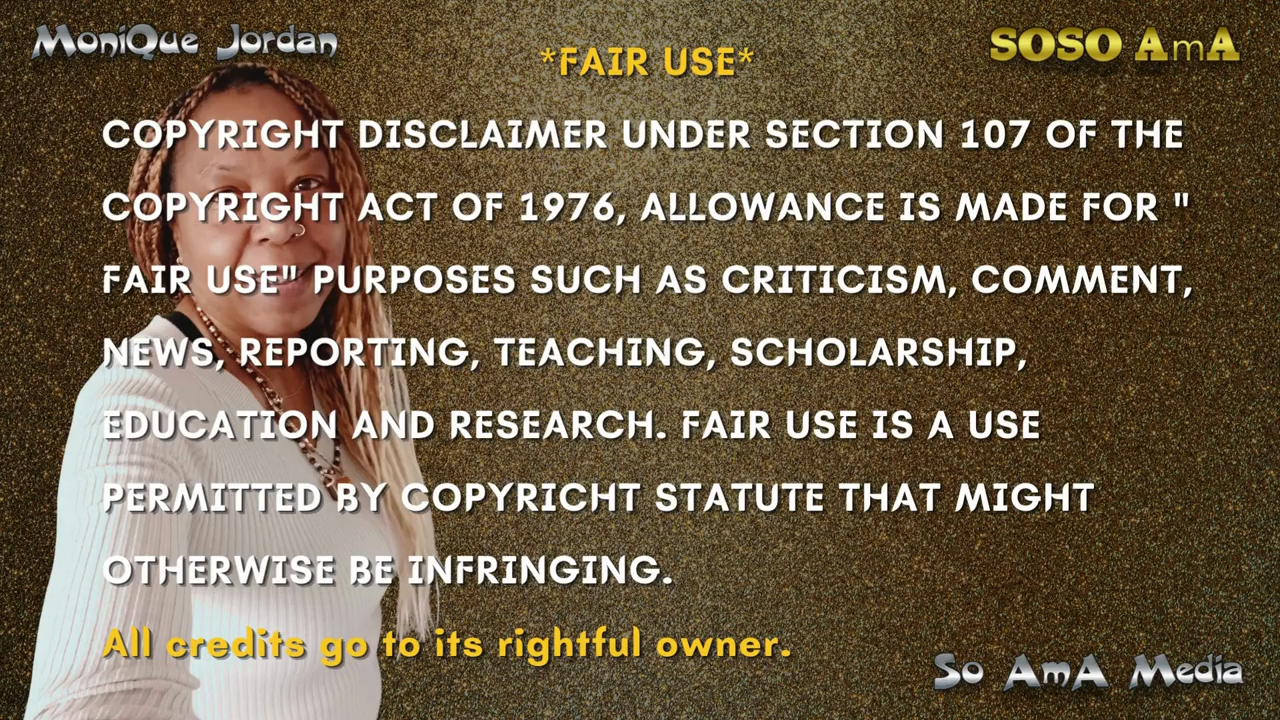 MoniQue Jordan
SOSO AmA
*FAIR USE*
COPYRIGHT DISCLAIMER UNDER SECTION 107 OF THE
COPYRIGHT ACT OF 1976, ALLOWANCE IS MADE FOR "
FAIR USE" PURPOSES SUCH AS CRITICISM, COMMENT,
NEWS, REPORTING, TEACHING, SCHOLARSHIP,
EDUCATION AND RESEARCH. FAIR USE IS A USE
PERMITTED BY COPYRICHT STATUTE THAT MIGHT
OTHERWISE BE INFRINGING.
All credits go to its rightful owner.
So AmA Media